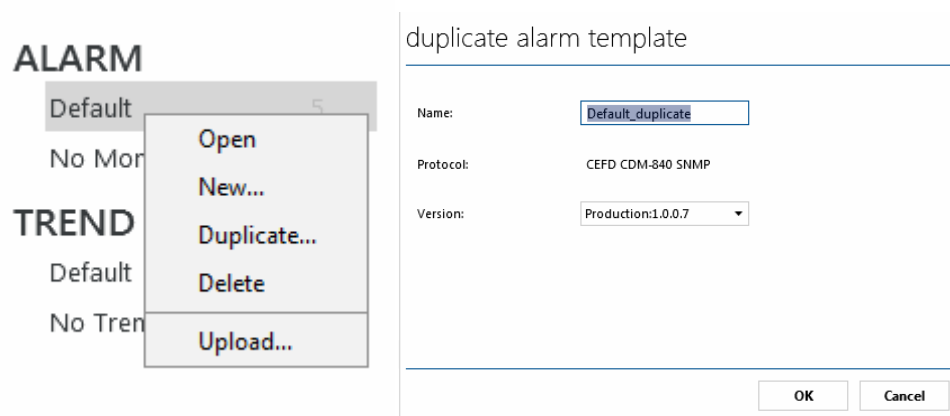 ALARM
Default 5
No Mor
TREND
Default
No Tren
Open
New...
Duplicate...
Delete
Upload...
duplicate alarm template
Name: Default_duplicate
Protocol: CEFD CDM-840 SNMP
Version: Production:1.0.0.7
OK Cancel